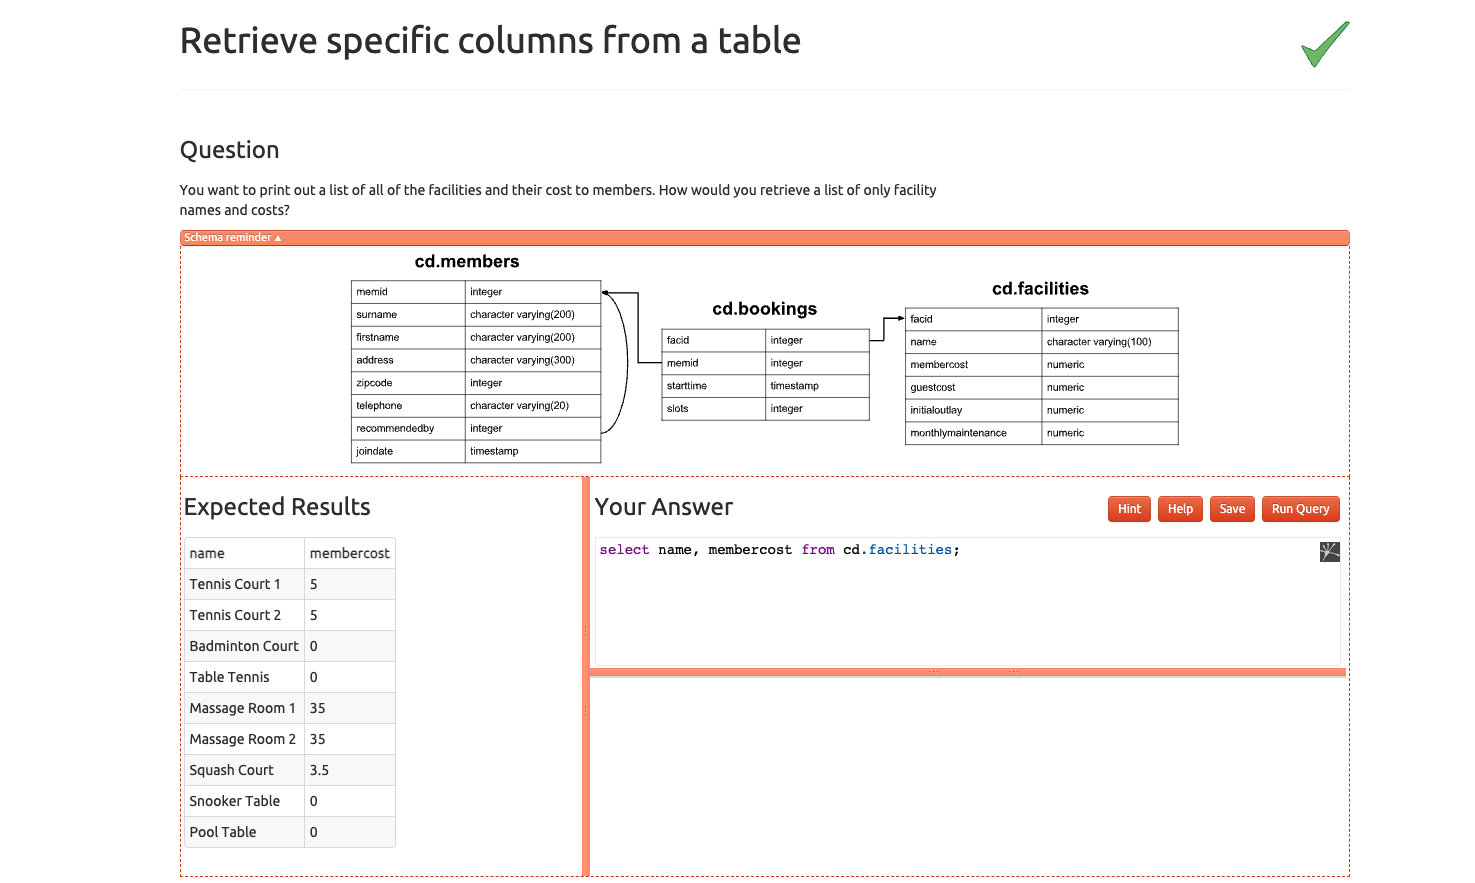 Retrieve specific columns from a table
Question
You want to print out a list of all of the facilities and their cost to members. How would you retrieve a list of only facility
names and costs?
Schema reminder ▲
cd.members
memid integer
surname character varying(200)
firstname character varying(200)
address character varying(300)
zipcode integer
telephone character varying(20)
recommendedby integer
joindate timestamp
cd.bookings
facid integer
memid integer
starttime timestamp
slots integer
cd.facilities
facid integer
name character varying(100)
membercost numeric
guestcost numeric
initialoutlay numeric
monthlymaintenance numeric
Expected Results
name membercost
Tennis Court 1 5
Tennis Court 2 5
Badminton Court 0
Table Tennis 0
Massage Room 1 35
Massage Room 2 35
Squash Court 3.5
Snooker Table 0
Pool Table 0
Your Answer
Hint Help Save Run Query
select name, membercost from cd.facilities;